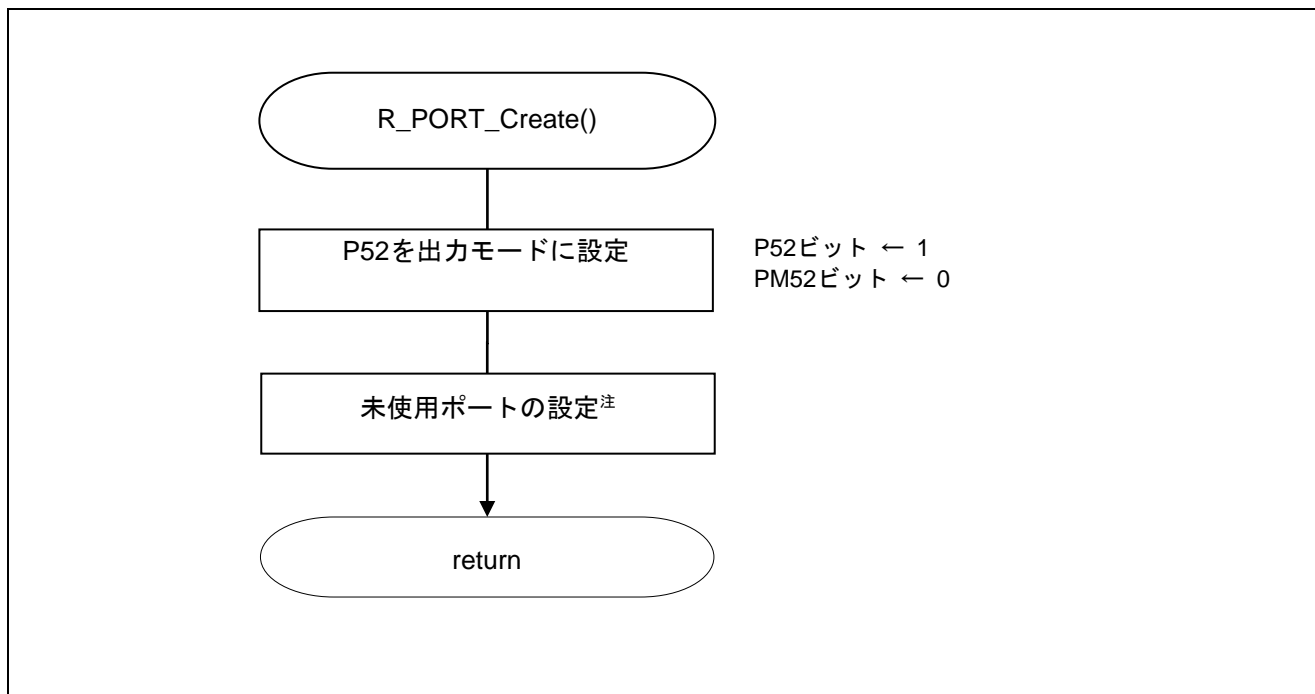 R_PORT_Create()
P52を出力モードに設定
P52ビット ← 1
PM52ビット ← 0
未使用ポートの設定注
return